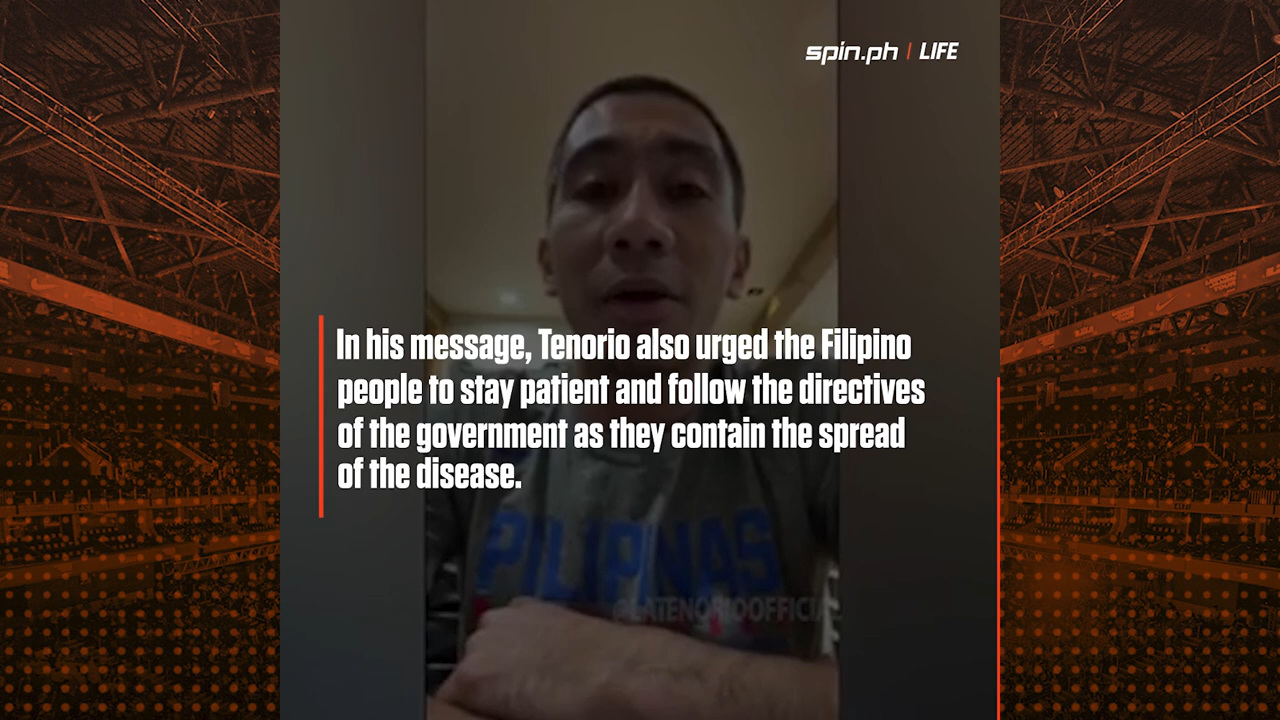 spin.ph | LIFE
In his message, Tenorio also urged the Filipino
people to stay patient and follow the directives
of the government as they contain the spread
of the disease.
PILIPINAS
@LATENORIOOFFICIA